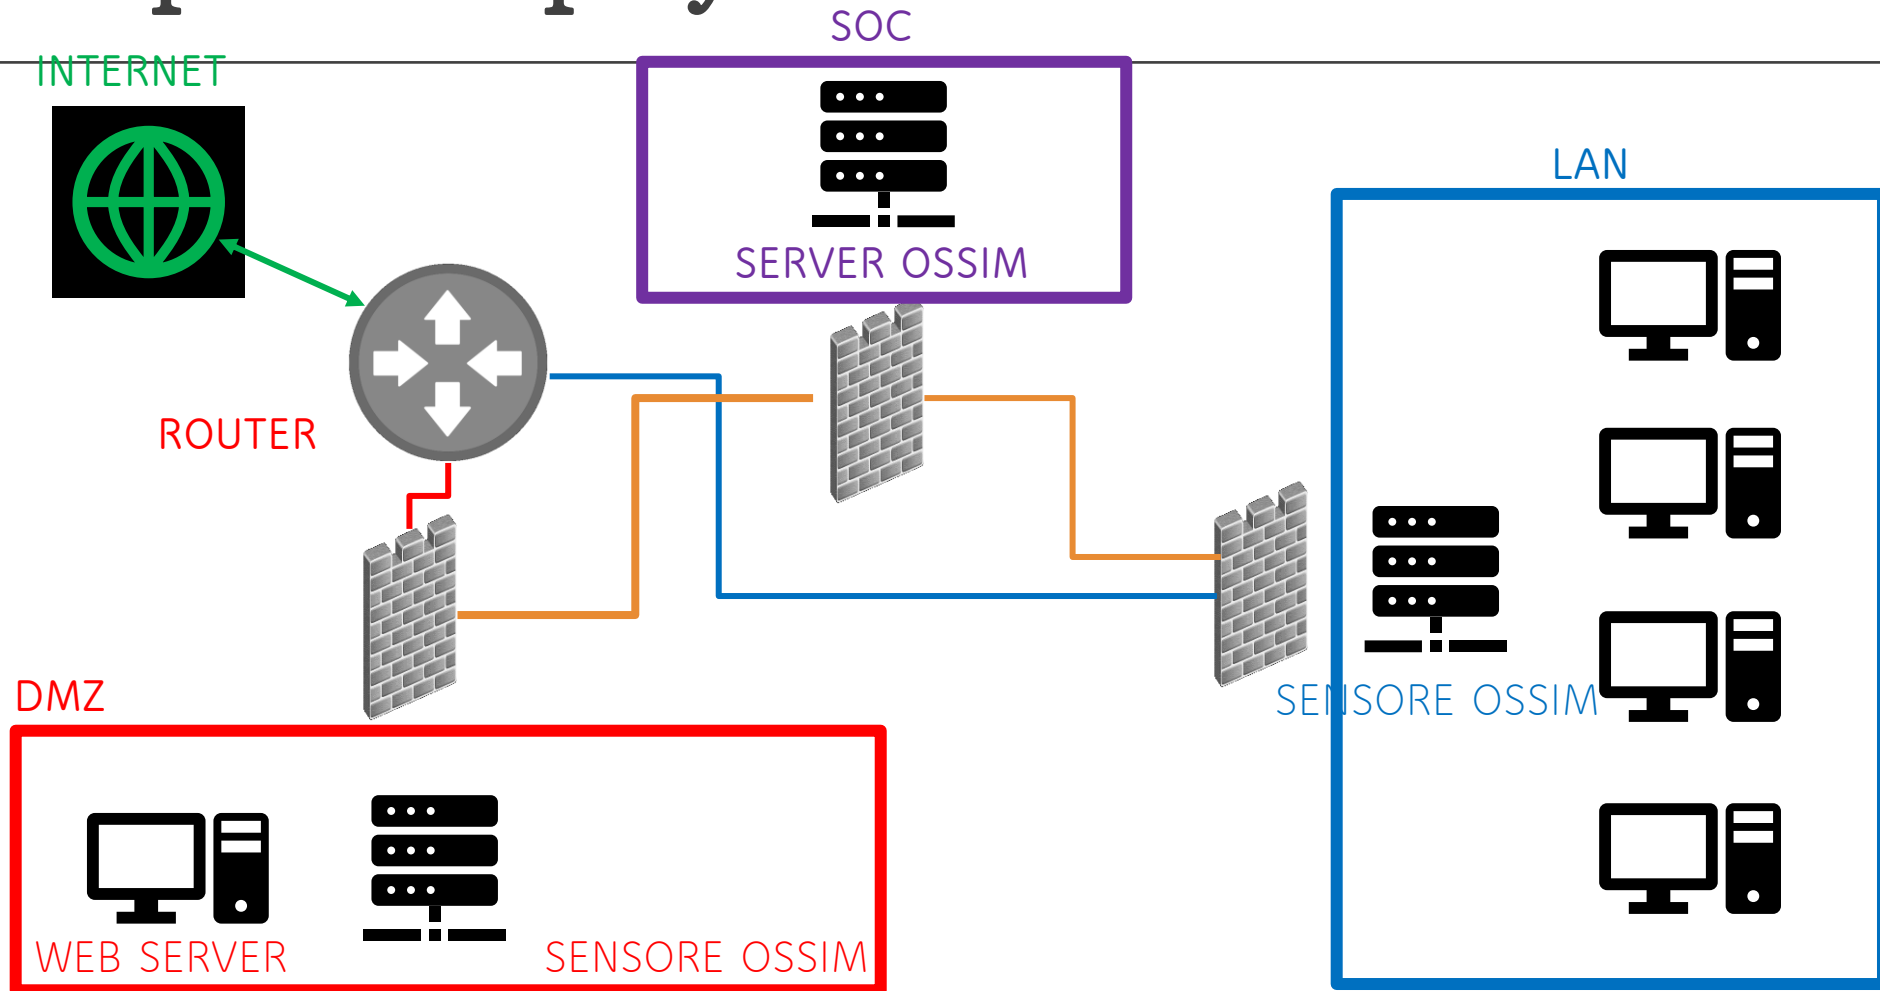 SOC
INTERNET
LAN
SERVER OSSIM
ROUTER
SENSORE OSSIM
DMZ
WEB SERVER
SENSORE OSSIM